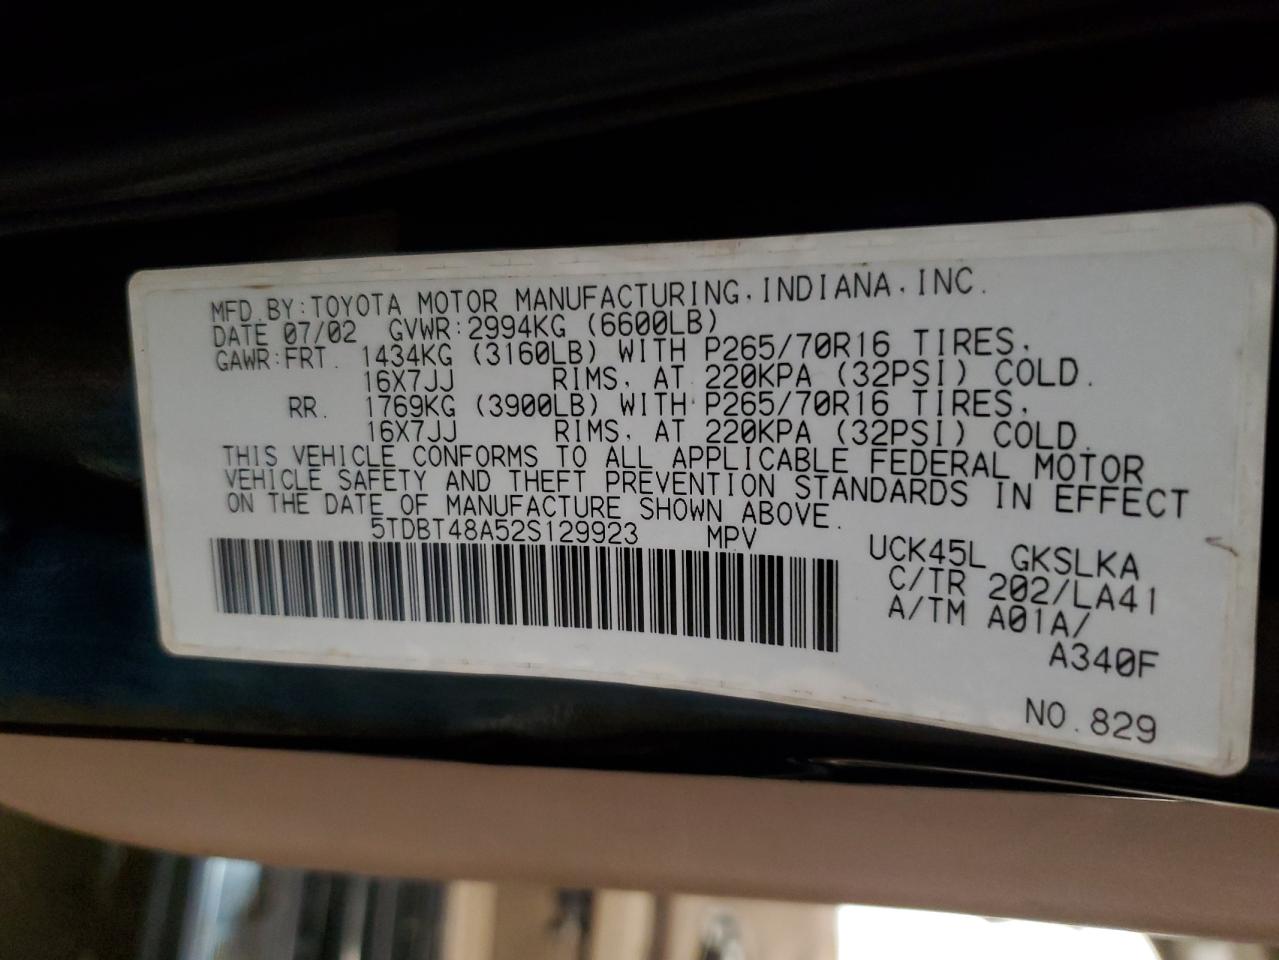 MFD.BY:TOYOTA MOTOR MANUFACTURING,INDIANA,INC.
DATE 07/02 GVWR:2994KG (6600LB)
GAWR:FRT. 1434KG (3160LB) WITH P265/70R16 TIRES,
16X7JJ RIMS, AT 220KPA (32PSI) COLD.
RR. 1769KG (3900LB) WITH P265/70R16 TIRES,
16X7JJ RIMS, AT 220KPA (32PSI) COLD.
THIS VEHICLE CONFORMS TO ALL APPLICABLE FEDERAL MOTOR
VEHICLE SAFETY AND THEFT PREVENTION STANDARDS IN EFFECT
ON THE DATE OF MANUFACTURE SHOWN ABOVE.
5TDBT48A52S129923 MPV
UCK45L GKSLKA
C/TR 202/LA41
A/TM A01A/
A340F
NO.829